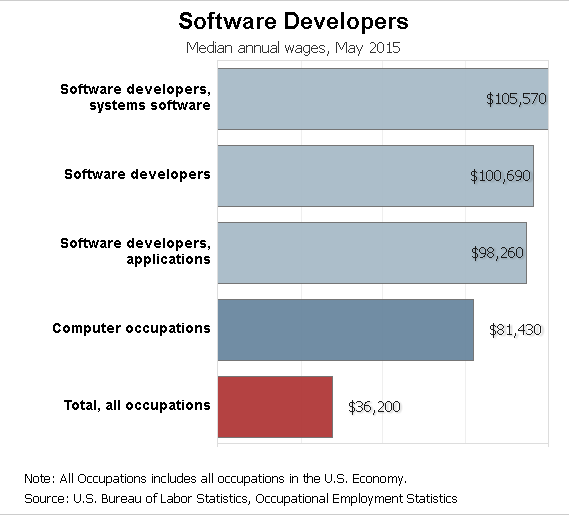 Software Developers
Median annual wages, May 2015
Software developers,
systems software
$105,570
Software developers
$100,690
Software developers,
applications
$98,260
Computer occupations
$81,430
Total, all occupations
$36,200
Note: All Occupations includes all occupations in the U.S. Economy.
Source: U.S. Bureau of Labor Statistics, Occupational Employment Statistics